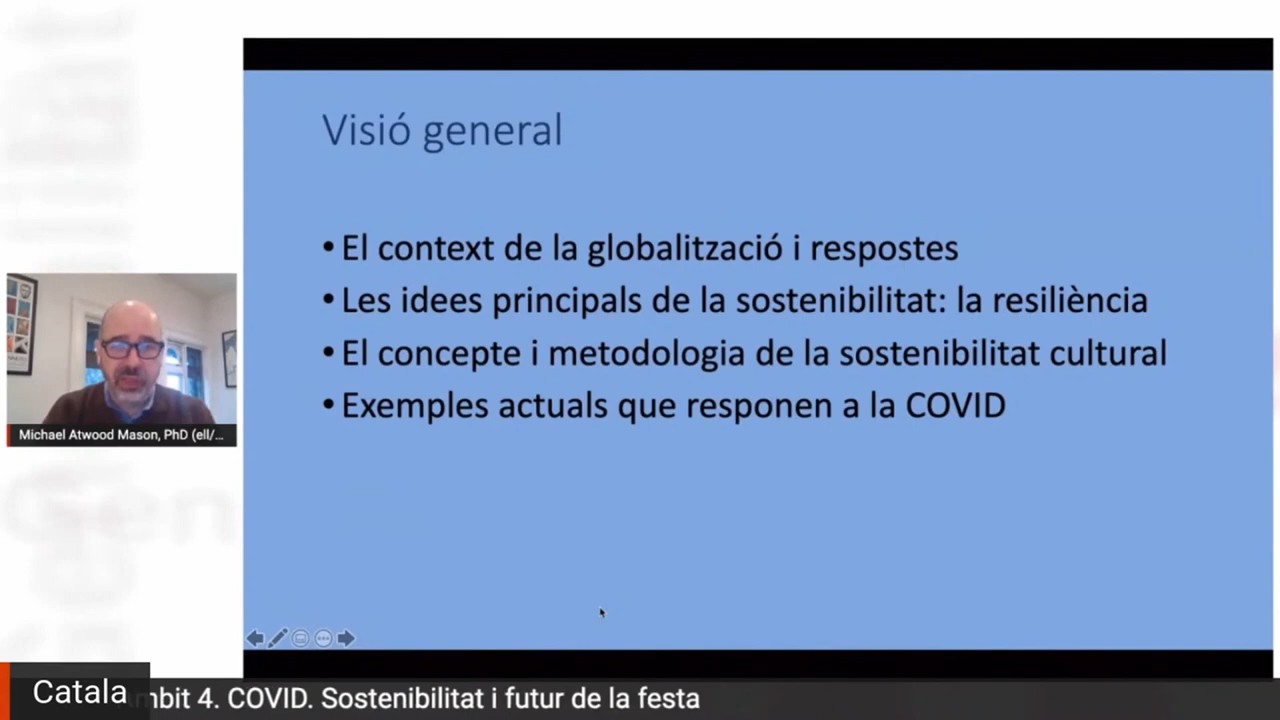 Visió general
• El context de la globalització i respostes
• Les idees principals de la sostenibilitat: la resiliència
• El concepte i metodologia de la sostenibilitat cultural
• Exemples actuals que responen a la COVID
Michael Atwood Mason, PhD (ell/...
Catala
mbit 4. COVID. Sostenibilitat i futur de la festa